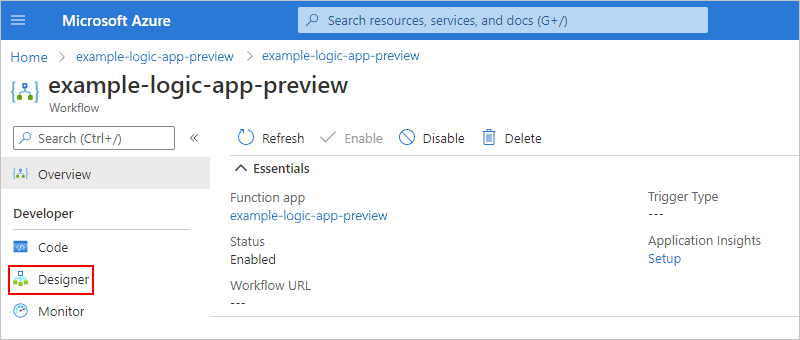 Microsoft Azure
Search resources, services, and docs (G+/)
Home > example-logic-app-preview > example-logic-app-preview
example-logic-app-preview
Workflow
Search (Ctrl+/)
«
Refresh
Enable
Disable
Delete
Overview
Developer
Code
Designer
Monitor
Essentials
Function app
example-logic-app-preview
Status
Enabled
Workflow URL
---
Trigger Type
---
Application Insights
Setup